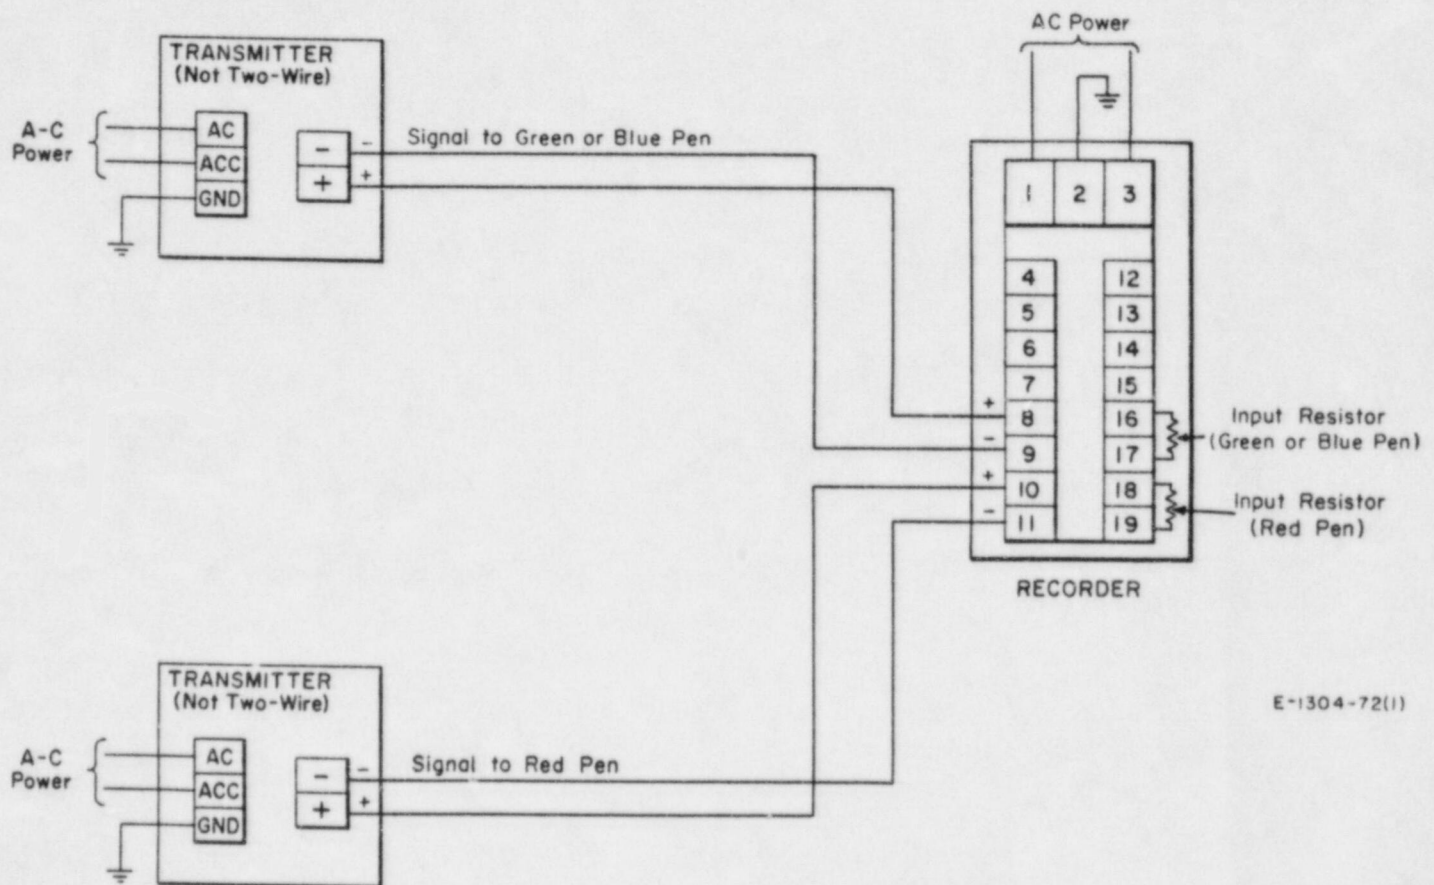 AC Power
TRANSMITTER
(Not Two-Wire)
A-C
Power
AC
ACC
GND
-
+
-
+
Signal to Green or Blue Pen
1
2
3
4
5
6
7
8
9
10
11
12
13
14
15
16
17
18
19
+
-
+
-
Input Resistor
(Green or Blue Pen)
Input Resistor
(Red Pen)
RECORDER
TRANSMITTER
(Not Two-Wire)
A-C
Power
AC
ACC
GND
-
+
-
+
Signal to Red Pen
E-1304-72(1)